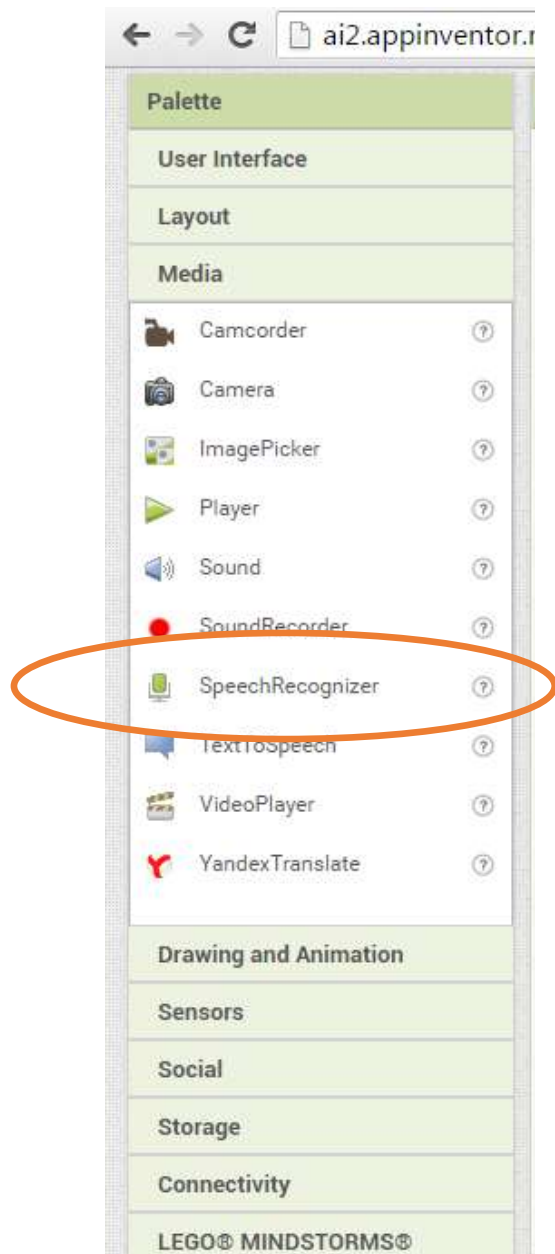 ai2.appinventor.
Palette
User Interface
Layout
Media
Camcorder
Camera
ImagePicker
Player
Sound
SoundRecorder
SpeechRecognizer
TextToSpeech
VideoPlayer
YandexTranslate
Drawing and Animation
Sensors
Social
Storage
Connectivity
LEGO® MINDSTORMS®